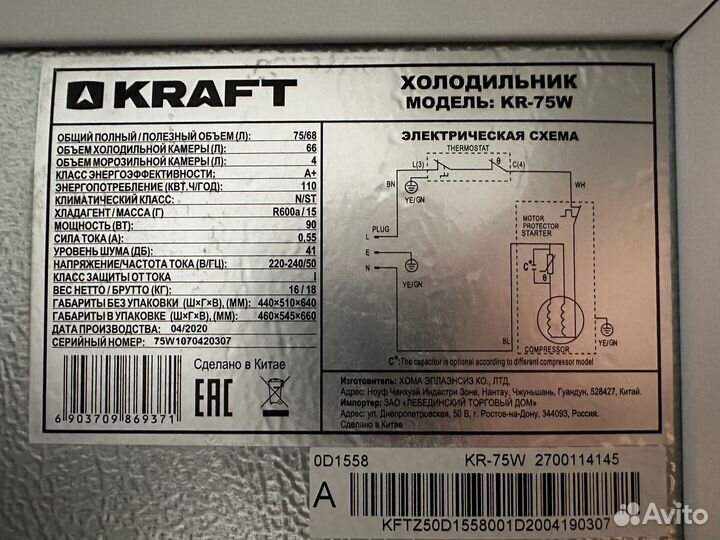 KRAFT
ХОЛОДИЛЬНИК
МОДЕЛЬ: KR-75W
ОБЩИЙ ПОЛНЫЙ / ПОЛЕЗНЫЙ ОБЪЕМ (Л): 75/68
ОБЪЕМ ХОЛОДИЛЬНОЙ КАМЕРЫ (Л): 66
ОБЪЕМ МОРОЗИЛЬНОЙ КАМЕРЫ (Л): 4
КЛАСС ЭНЕРГОЭФФЕКТИВНОСТИ: A+
ЭНЕРГОПОТРЕБЛЕНИЕ (КВТ.Ч/ГОД): 110
КЛИМАТИЧЕСКИЙ КЛАСС: N/ST
ХЛАДАГЕНТ / МАССА (Г): R600a / 15
МОЩНОСТЬ (ВТ): 90
СИЛА ТОКА (А): 0.55
УРОВЕНЬ ШУМА (ДБ): 41
НАПРЯЖЕНИЕ/ЧАСТОТА ТОКА (В/ГЦ): 220-240/50
КЛАСС ЗАЩИТЫ ОТ ТОКА I
ВЕС НЕТТО / БРУТТО (КГ): 16 / 18
ГАБАРИТЫ БЕЗ УПАКОВКИ (Ш×Г×В), (ММ): 440×510×640
ГАБАРИТЫ В УПАКОВКЕ (Ш×Г×В), (ММ): 460×545×660
ДАТА ПРОИЗВОДСТВА: 04/2020
СЕРИЙНЫЙ НОМЕР: 75W1070420307
Сделано в Китае
EAC
6 903709 869371
ЭЛЕКТРИЧЕСКАЯ СХЕМА
THERMOSTAT
L(3)
θ
C(4)
BN
YE/GN
WH
PLUG
L
E
N
YE/GN
MOTOR
PROTECTOR
STARTER
C*
θ
BL
COMPRESSOR
YE/GN
C*:The capacitor is optional according to different compressor model
Изготовитель: ХОМА ЭПЛАЭНСИЗ КО., ЛТД.
Адрес: Ноуф Чанхуэй Индастри Зоне, Нантау, Чжуньшань, Гуандун, 528427, Китай.
Импортер: ЗАО «ЛЕБЕДИНСКИЙ ТОРГОВЫЙ ДОМ»
Адрес: ул. Днепропетровская, 50 В, г. Ростов-на-Дону, 344093, Россия.
Сделано в Китае
0D1558 KR-75W 2700114145
A
KFTZ50D1558001D2004190307
Avito